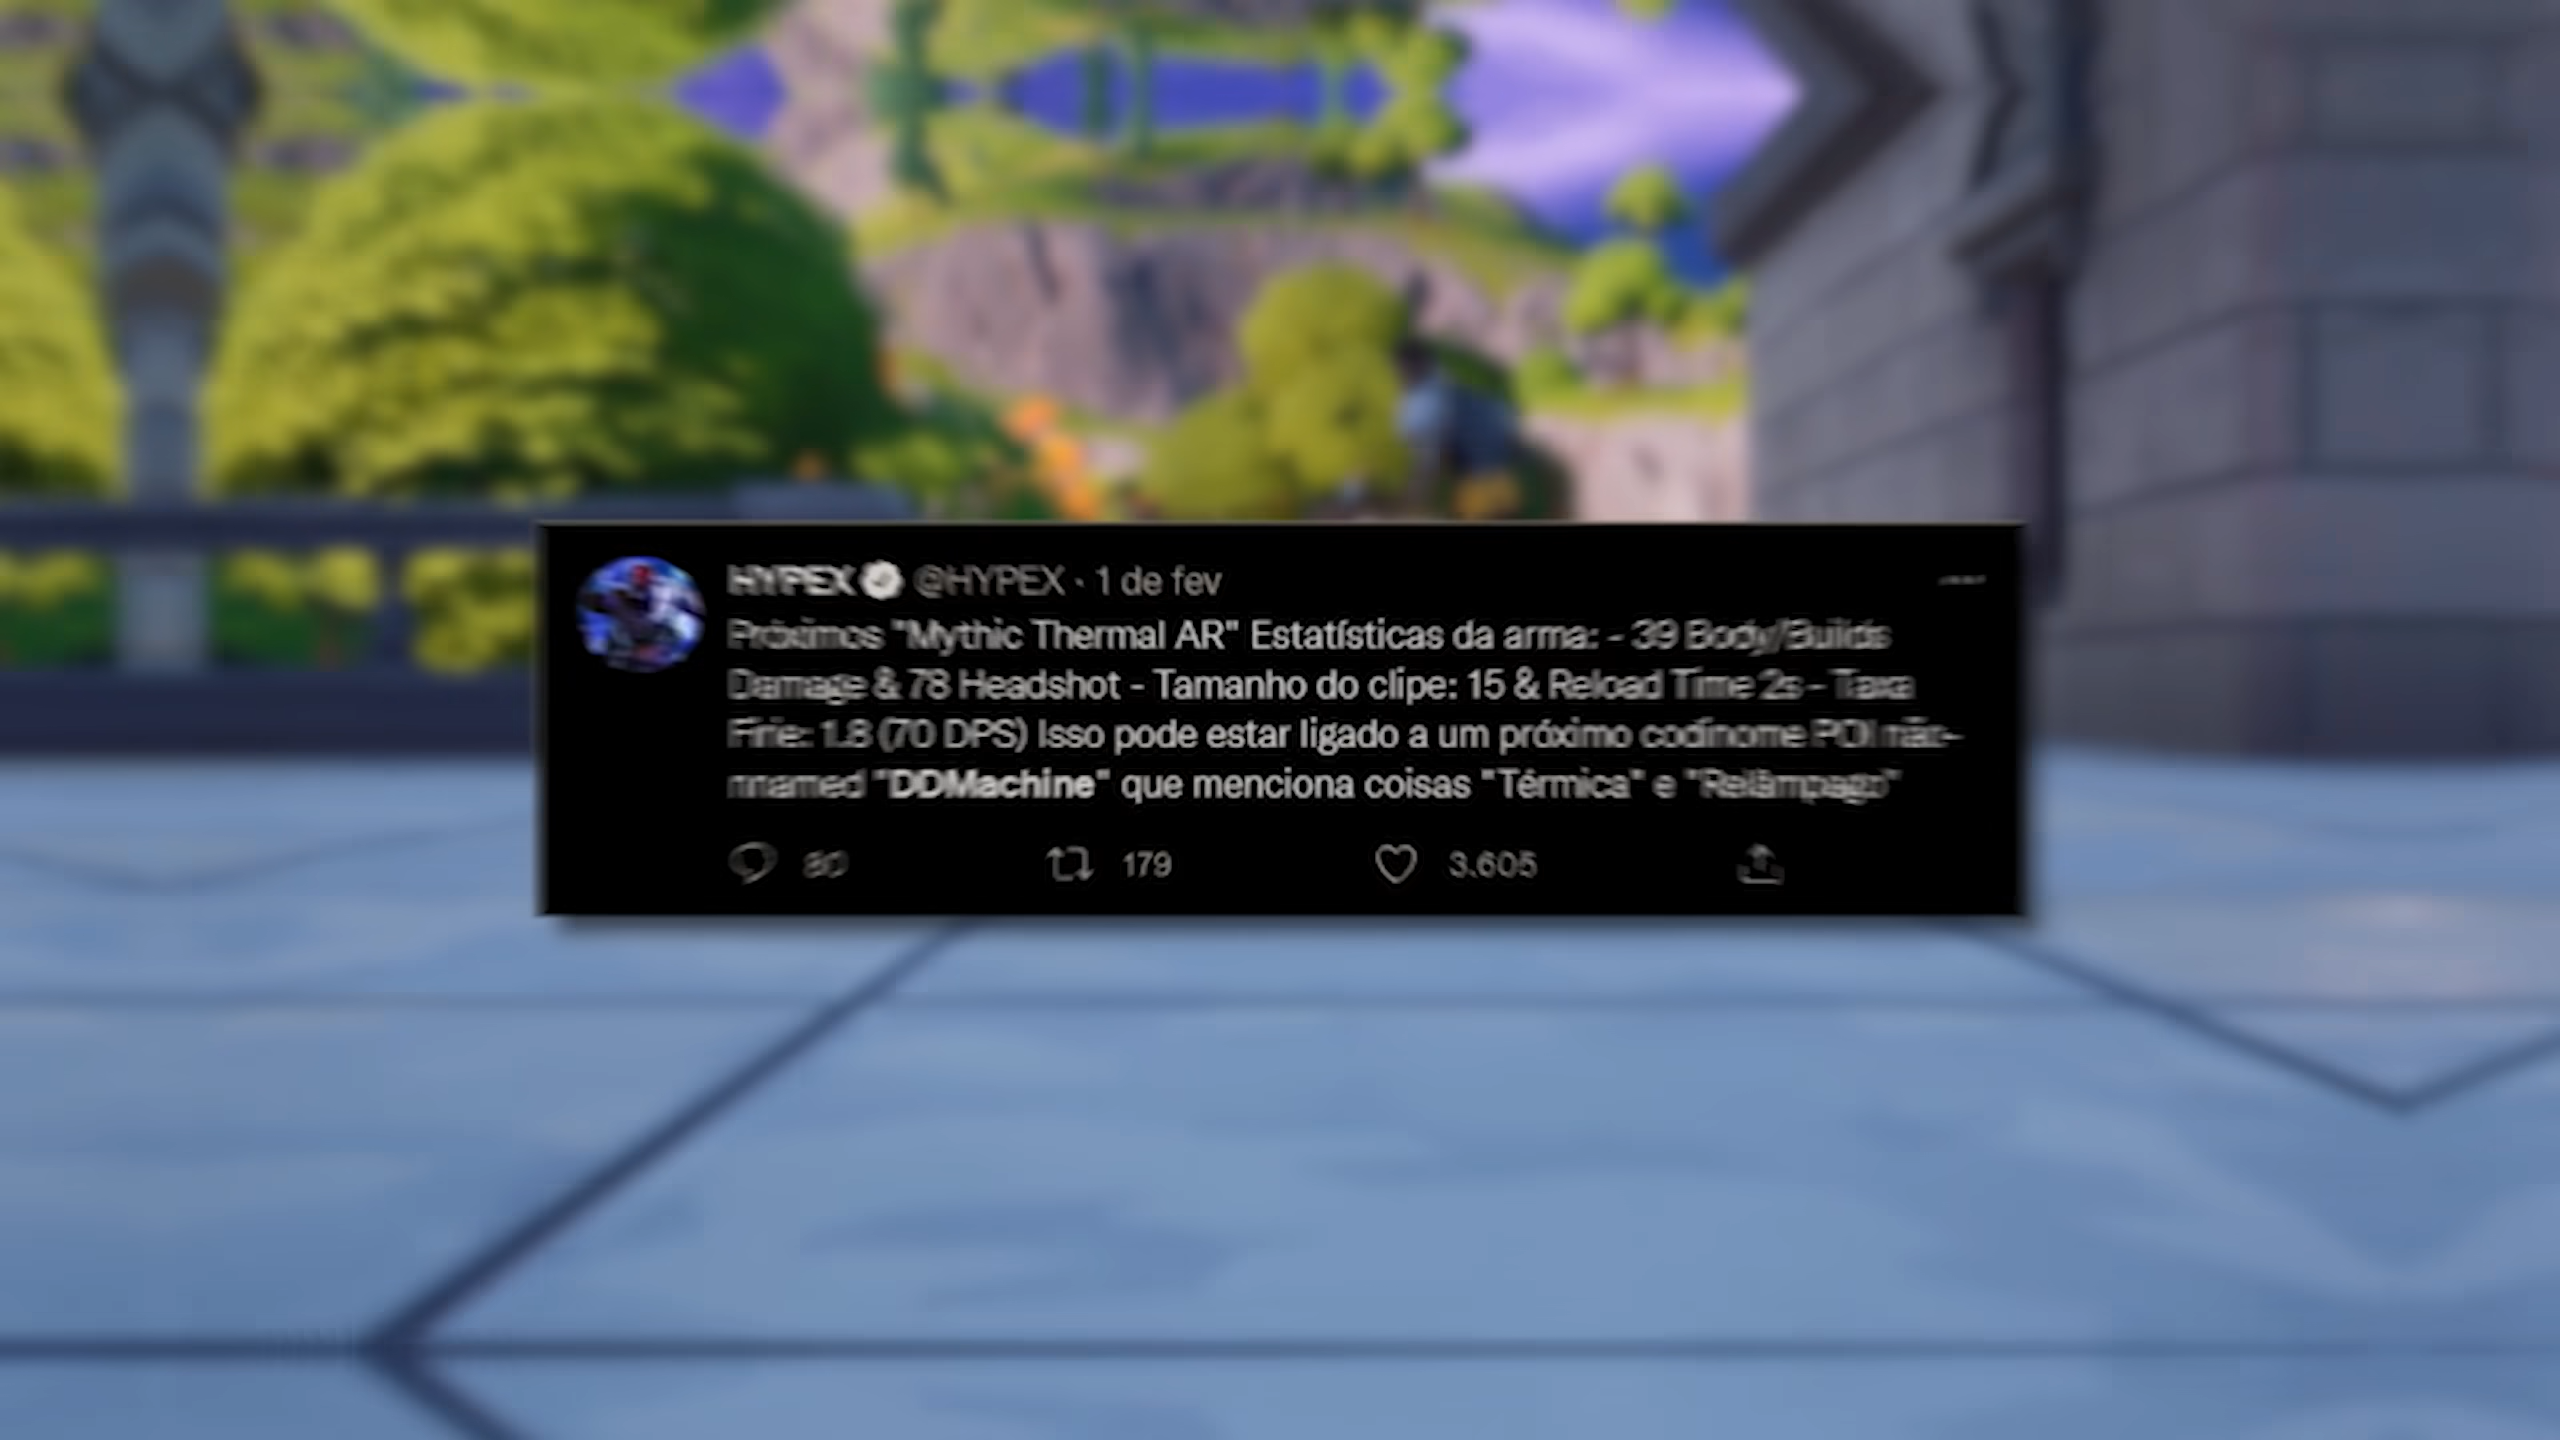 HYPEX @HYPEX · 1 de fev
Próximos "Mythic Thermal AR" Estatísticas da arma: - 39 Body/Builds
Damage & 78 Headshot - Tamanho do clipe: 15 & Reload Time 2s - Taxa
Firie: 1.8 (70 DPS) Isso pode estar ligado a um próximo codinome POI não-
nnamed "DDMachine" que menciona coisas "Térmica" e "Relâmpago"
80 179 3.605